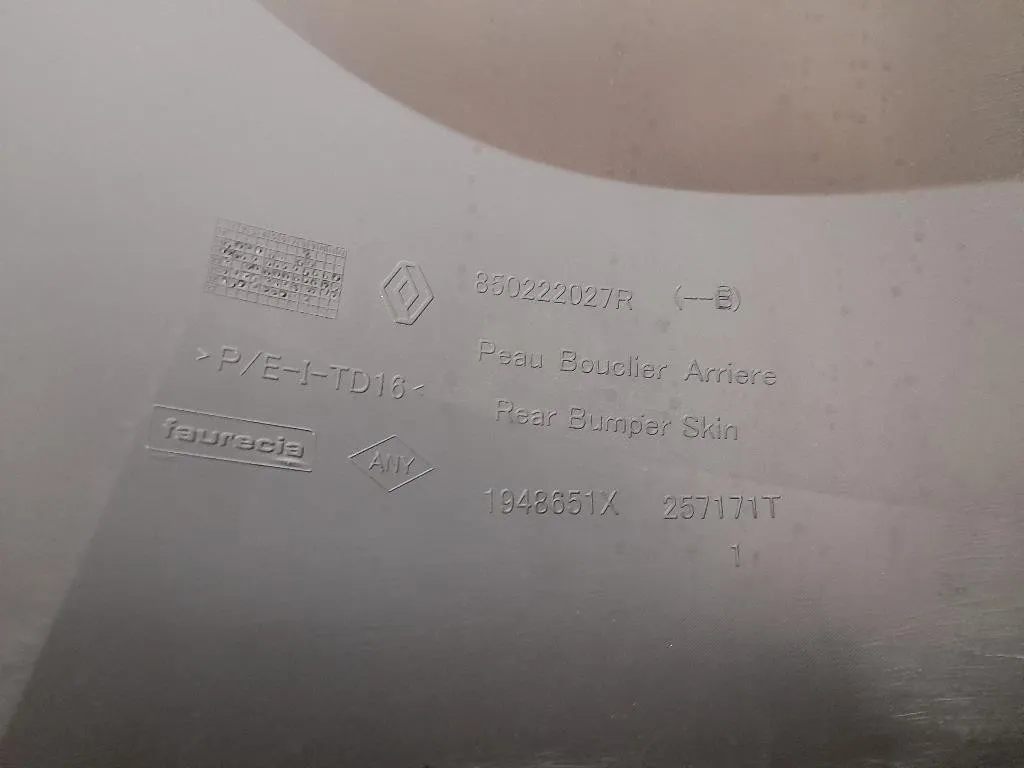 850222027R (--B)
Peau Bouclier Arriere
Rear Bumper Skin
>P/E-I-TD16<
faurecia
ANY
1948651X 257171T
1